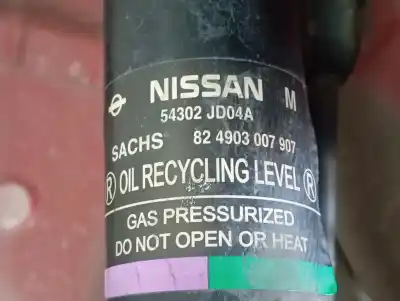 NISSAN M
54302 JD04A
SACHS 82 4903 007 907
® OIL RECYCLING LEVEL ®
GAS PRESSURIZED
DO NOT OPEN OR HEAT